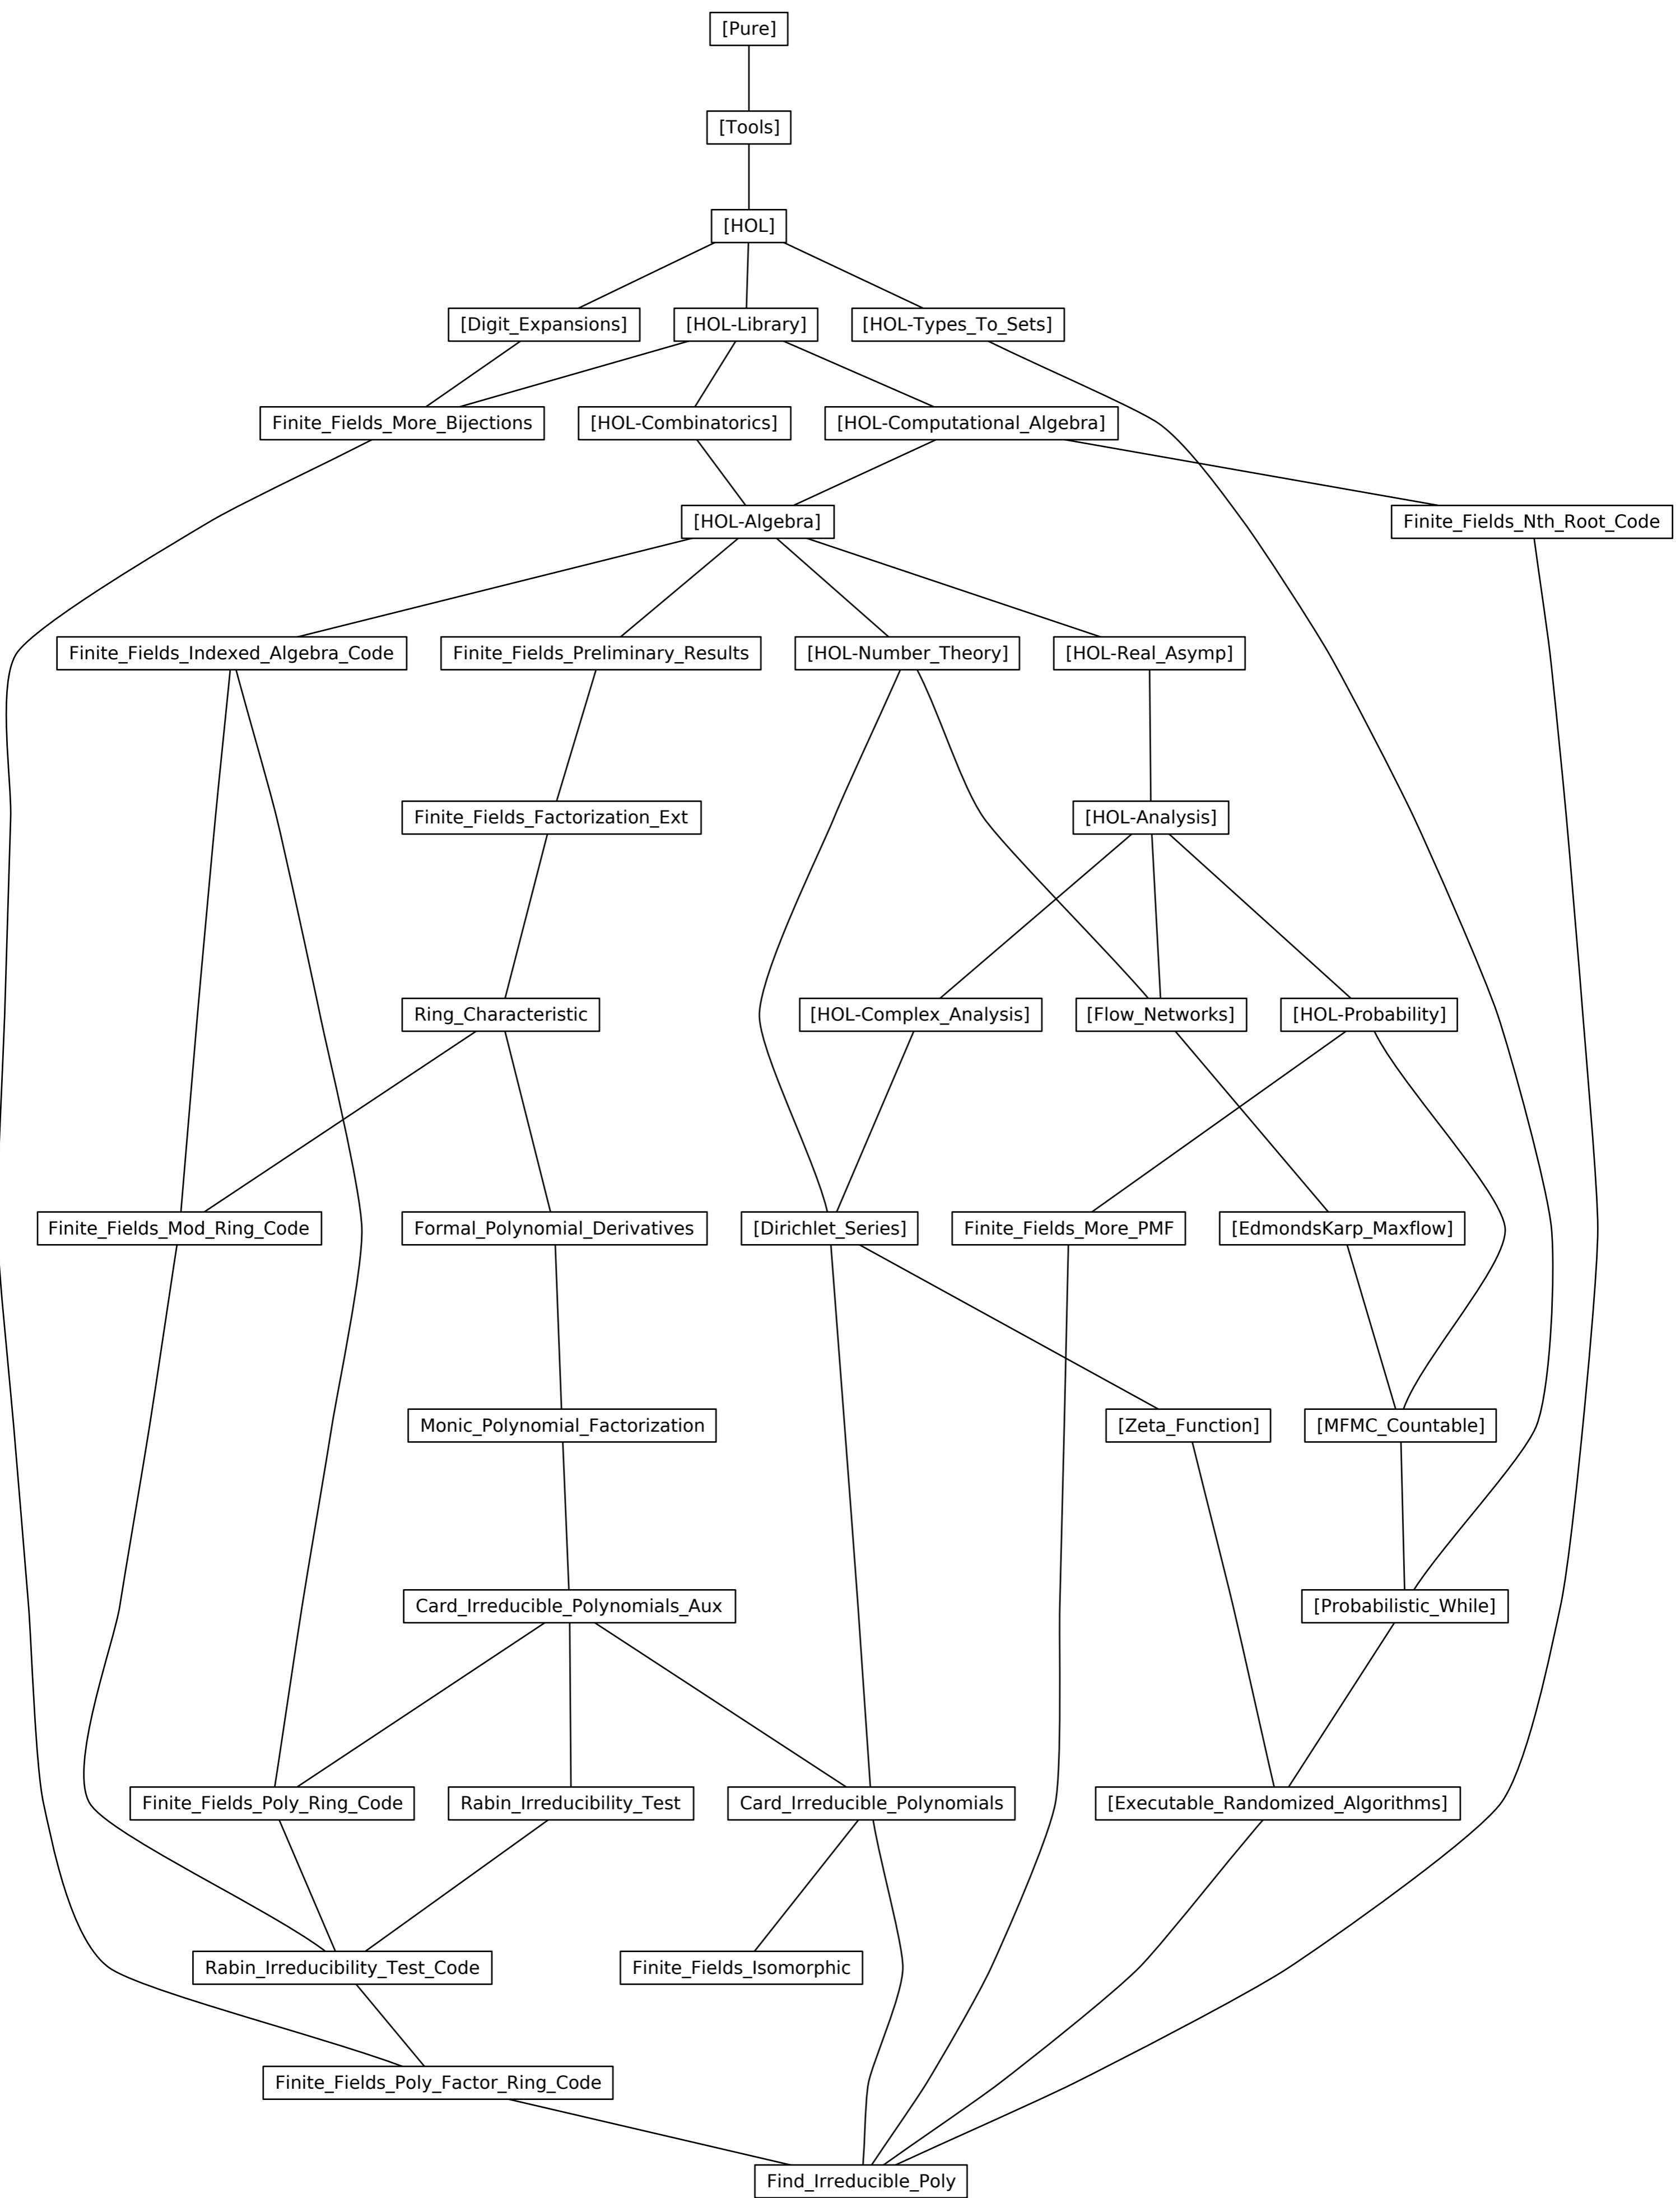 [Pure]
[Tools]
[HOL]
[Digit_Expansions]
[HOL-Library]
[HOL-Types_To_Sets]
Finite_Fields_More_Bijections
[HOL-Combinatorics]
[HOL-Computational_Algebra]
[HOL-Algebra]
Finite_Fields_Nth_Root_Code
Finite_Fields_Indexed_Algebra_Code
Finite_Fields_Preliminary_Results
[HOL-Number_Theory]
[HOL-Real_Asymp]
Finite_Fields_Factorization_Ext
[HOL-Analysis]
Ring_Characteristic
[HOL-Complex_Analysis]
[Flow_Networks]
[HOL-Probability]
Finite_Fields_Mod_Ring_Code
Formal_Polynomial_Derivatives
[Dirichlet_Series]
Finite_Fields_More_PMF
[EdmondsKarp_Maxflow]
Monic_Polynomial_Factorization
[Zeta_Function]
[MFMC_Countable]
Card_Irreducible_Polynomials_Aux
[Probabilistic_While]
Finite_Fields_Poly_Ring_Code
Rabin_Irreducibility_Test
Card_Irreducible_Polynomials
[Executable_Randomized_Algorithms]
Rabin_Irreducibility_Test_Code
Finite_Fields_Isomorphic
Finite_Fields_Poly_Factor_Ring_Code
Find_Irreducible_Poly